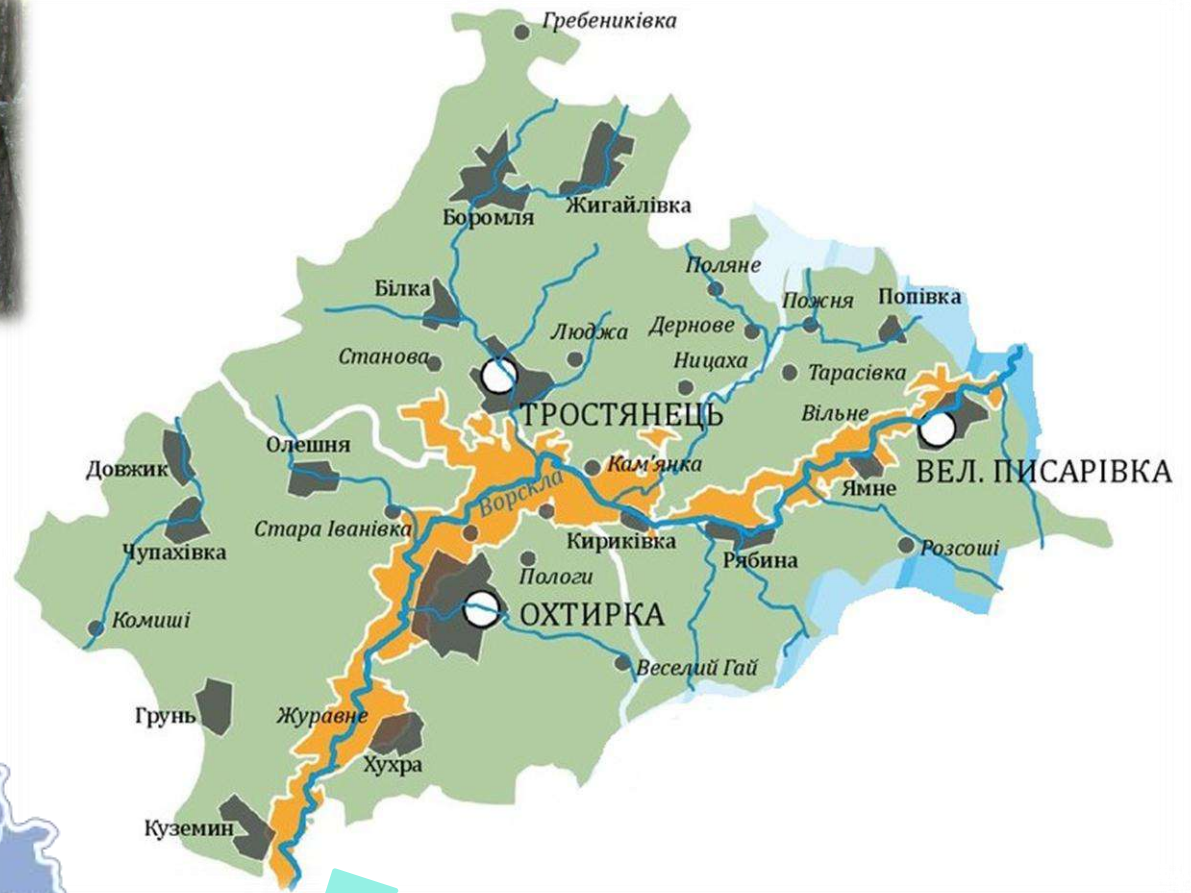 Гребениківка
Боромля
Жигайлівка
Поляне
Білка
Пожня
Попівка
Люджа
Дернове
Станова
Ницаха
Тарасівка
ТРОСТЯНЕЦЬ
Вільне
Олешня
Довжик
Кам'янка
ВЕЛ. ПИСАРІВКА
Ворскла
Ямне
Стара Іванівка
Чупахівка
Кириківка
Рябина
Розсоші
Пологи
ОХТИРКА
Комиші
Веселий Гай
Грунь
Журавне
Хухра
Куземин